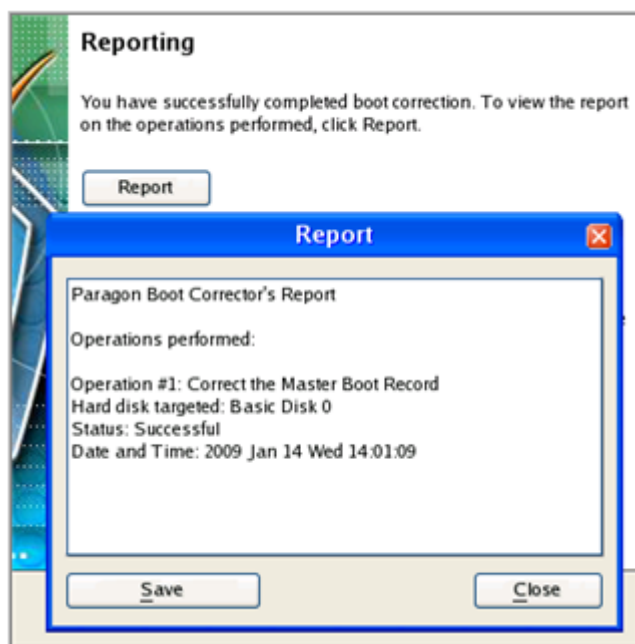 Reporting
You have successfully completed boot correction. To view the report
on the operations performed, click Report.
Report
Report
Paragon Boot Corrector's Report
Operations performed:
Operation #1: Correct the Master Boot Record
Hard disk targeted: Basic Disk 0
Status: Successful
Date and Time: 2009 Jan 14 Wed 14:01:09
Save
Close